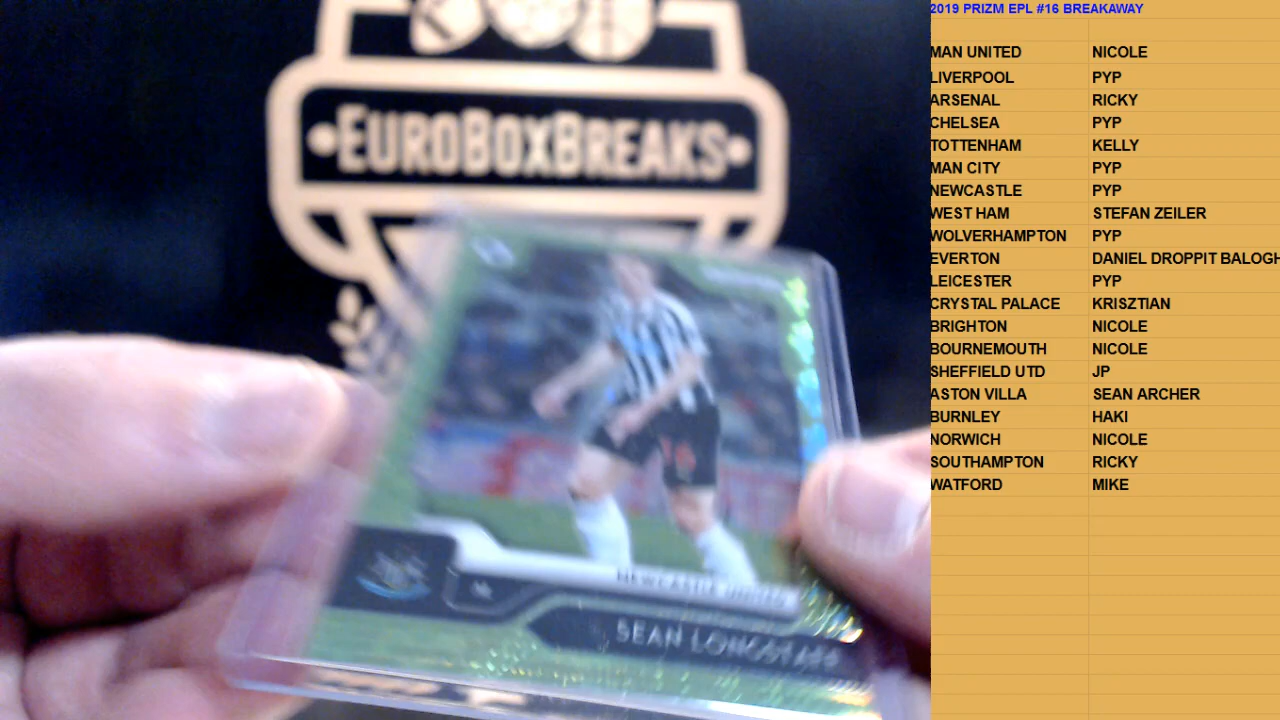 2019 PRIZM EPL #16 BREAKAWAY
MAN UNITED NICOLE
LIVERPOOL PYP
ARSENAL RICKY
CHELSEA PYP
TOTTENHAM KELLY
MAN CITY PYP
NEWCASTLE PYP
WEST HAM STEFAN ZEILER
WOLVERHAMPTON PYP
EVERTON DANIEL DROPPIT BALOGH
LEICESTER PYP
CRYSTAL PALACE KRISZTIAN
BRIGHTON NICOLE
BOURNEMOUTH NICOLE
SHEFFIELD UTD JP
ASTON VILLA SEAN ARCHER
BURNLEY HAKI
NORWICH NICOLE
SOUTHAMPTON RICKY
WATFORD MIKE
•EUROBOXBREAKS•
16
NEWCASTLE UNITED
SEAN LONGSTAFF